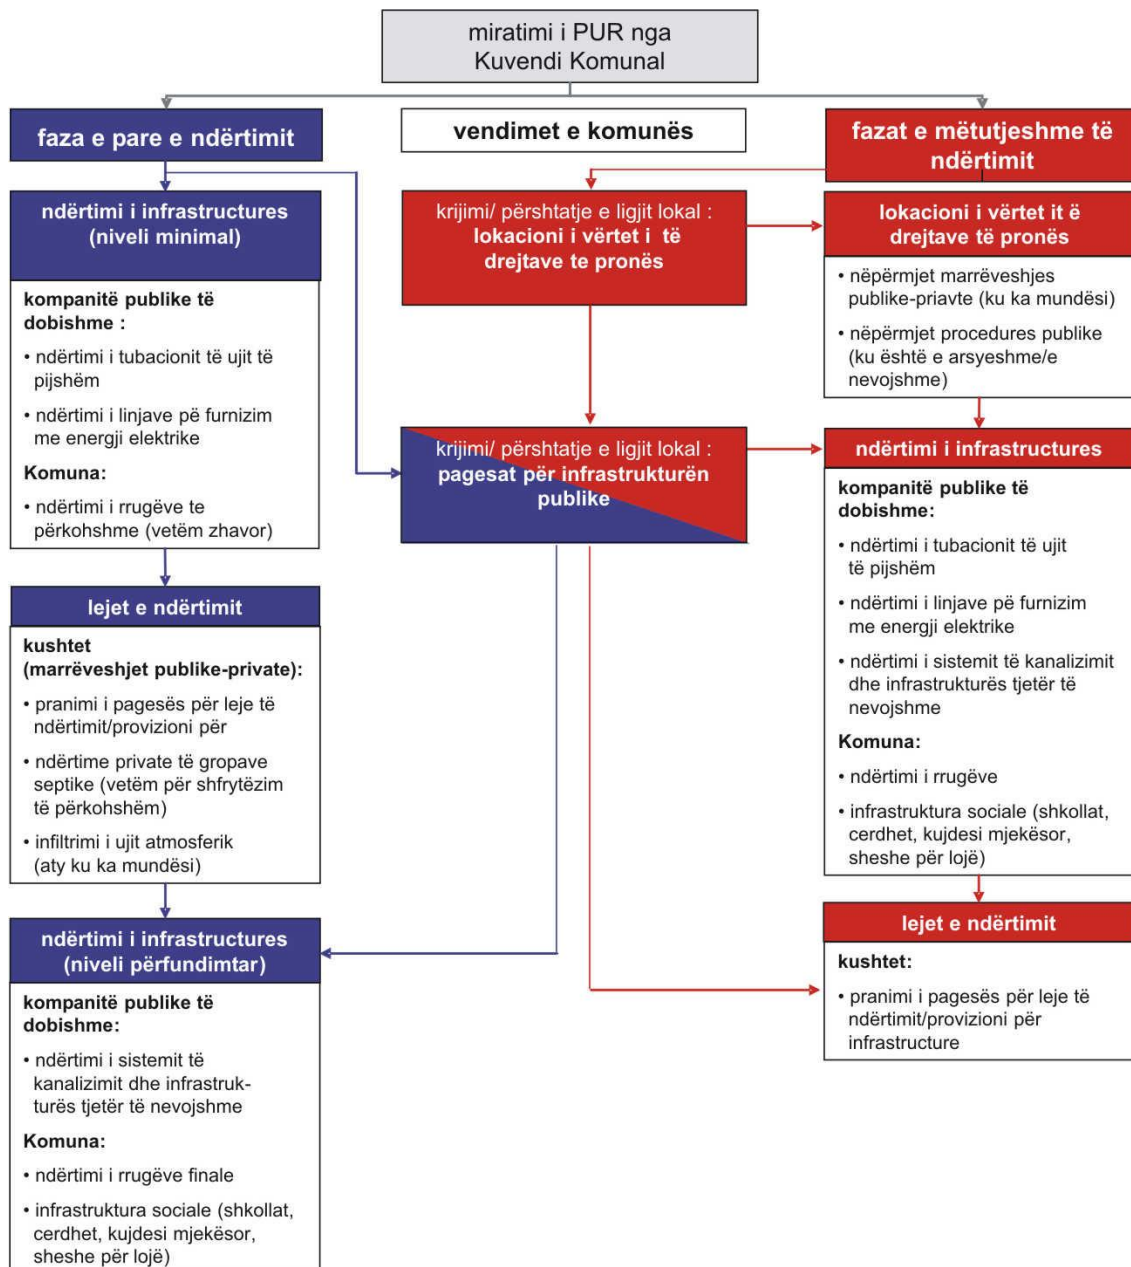 miratimi i PUR nga
Kuvendi Komunal
faza e pare e ndërtimit
ndërtimi i infrastructures
(niveli minimal)
kompanitë publike të
dobishme :
• ndërtimi i tubacionit të ujit të
pijshëm
• ndërtimi i linjave pë furnizim
me energji elektrike
Komuna:
• ndërtimi i rrugëve te
përkohshme (vetëm zhavor)
lejet e ndërtimit
kushtet
(marrëveshjet publike-private):
• pranimi i pagesës për leje të
ndërtimit/provizioni për
• ndërtime private të gropave
septike (vetëm për shfrytëzim
të përkohshëm)
• infiltrimi i ujit atmosferik
(aty ku ka mundësi)
ndërtimi i infrastructures
(niveli përfundimtar)
kompanitë publike të
dobishme:
• ndërtimi i sistemit të
kanalizimit dhe infrastruk-
turës tjetër të nevojshme
Komuna:
• ndërtimi i rrugëve finale
• infrastruktura sociale (shkollat,
cerdhet, kujdesi mjekësor,
sheshe për lojë)
vendimet e komunës
krijimi/ përshtatje e ligjit lokal :
lokacioni i vërtet i  të
drejtave te pronës
krijimi/ përshtatje e ligjit lokal :
pagesat për infrastrukturën
publike
fazat e mëtutjeshme të
ndërtimit
lokacioni i vërtet it ë
drejtave të pronës
• nëpërmjet marrëveshjes
publike-priavte (ku ka mundësi)
• nëpërmjet procedures publike
(ku është e arsyeshme/e
nevojshme)
ndërtimi i infrastructures
kompanitë publike të
dobishme:
• ndërtimi i tubacionit të ujit
të pijshëm
• ndërtimi i linjave pë furnizim
me energji elektrike
• ndërtimi i sistemit të kanalizimit
dhe infrastrukturës tjetër të
nevojshme
Komuna:
• ndërtimi i rrugëve
• infrastruktura sociale (shkollat,
cerdhet, kujdesi mjekësor,
sheshe për lojë)
lejet e ndërtimit
kushtet:
• pranimi i pagesës për leje të
ndërtimit/provizioni për
infrastructure